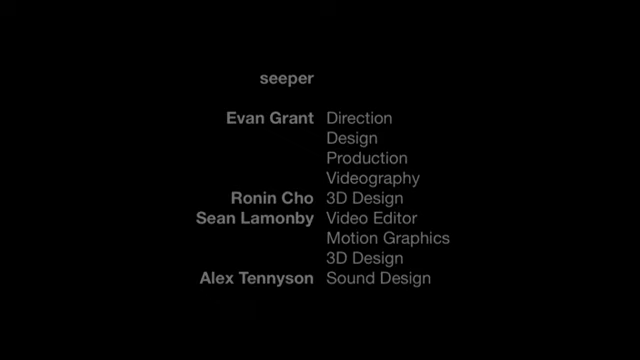 seeper
Evan Grant Direction
Design
Production
Videography
Ronin Cho 3D Design
Sean Lamonby Video Editor
Motion Graphics
3D Design
Alex Tennyson Sound Design